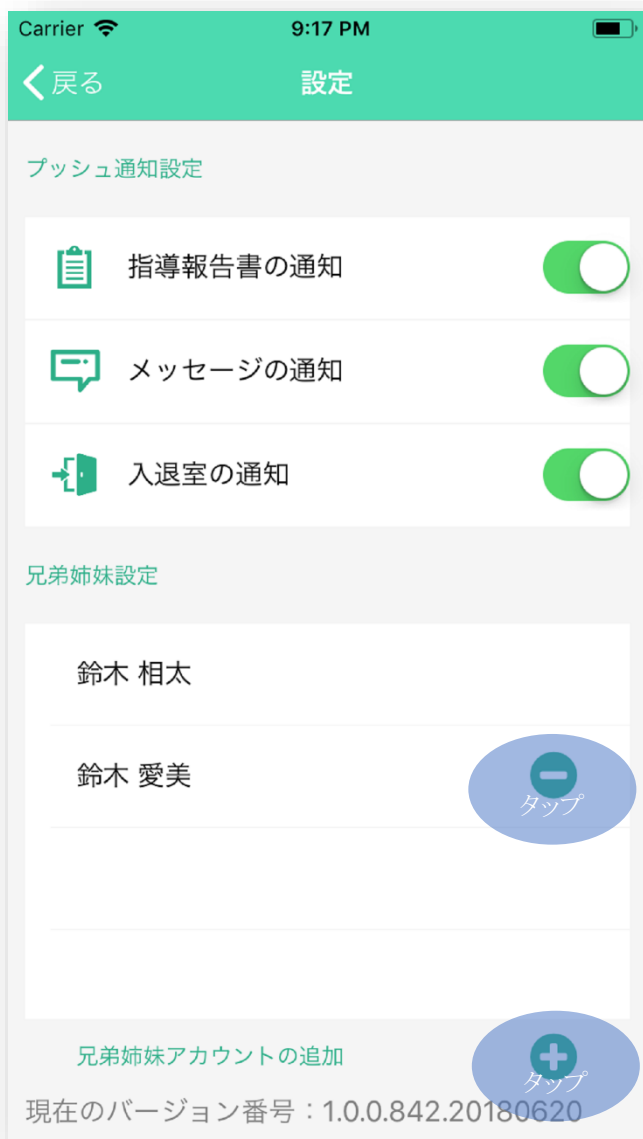 Carrier 9:17 PM
戻る 設定
プッシュ通知設定
指導報告書の通知
メッセージの通知
入退室の通知
兄弟姉妹設定
鈴木 相太
鈴木 愛美
タップ
兄弟姉妹アカウントの追加
タップ
現在のバージョン番号：1.0.0.842.20180620